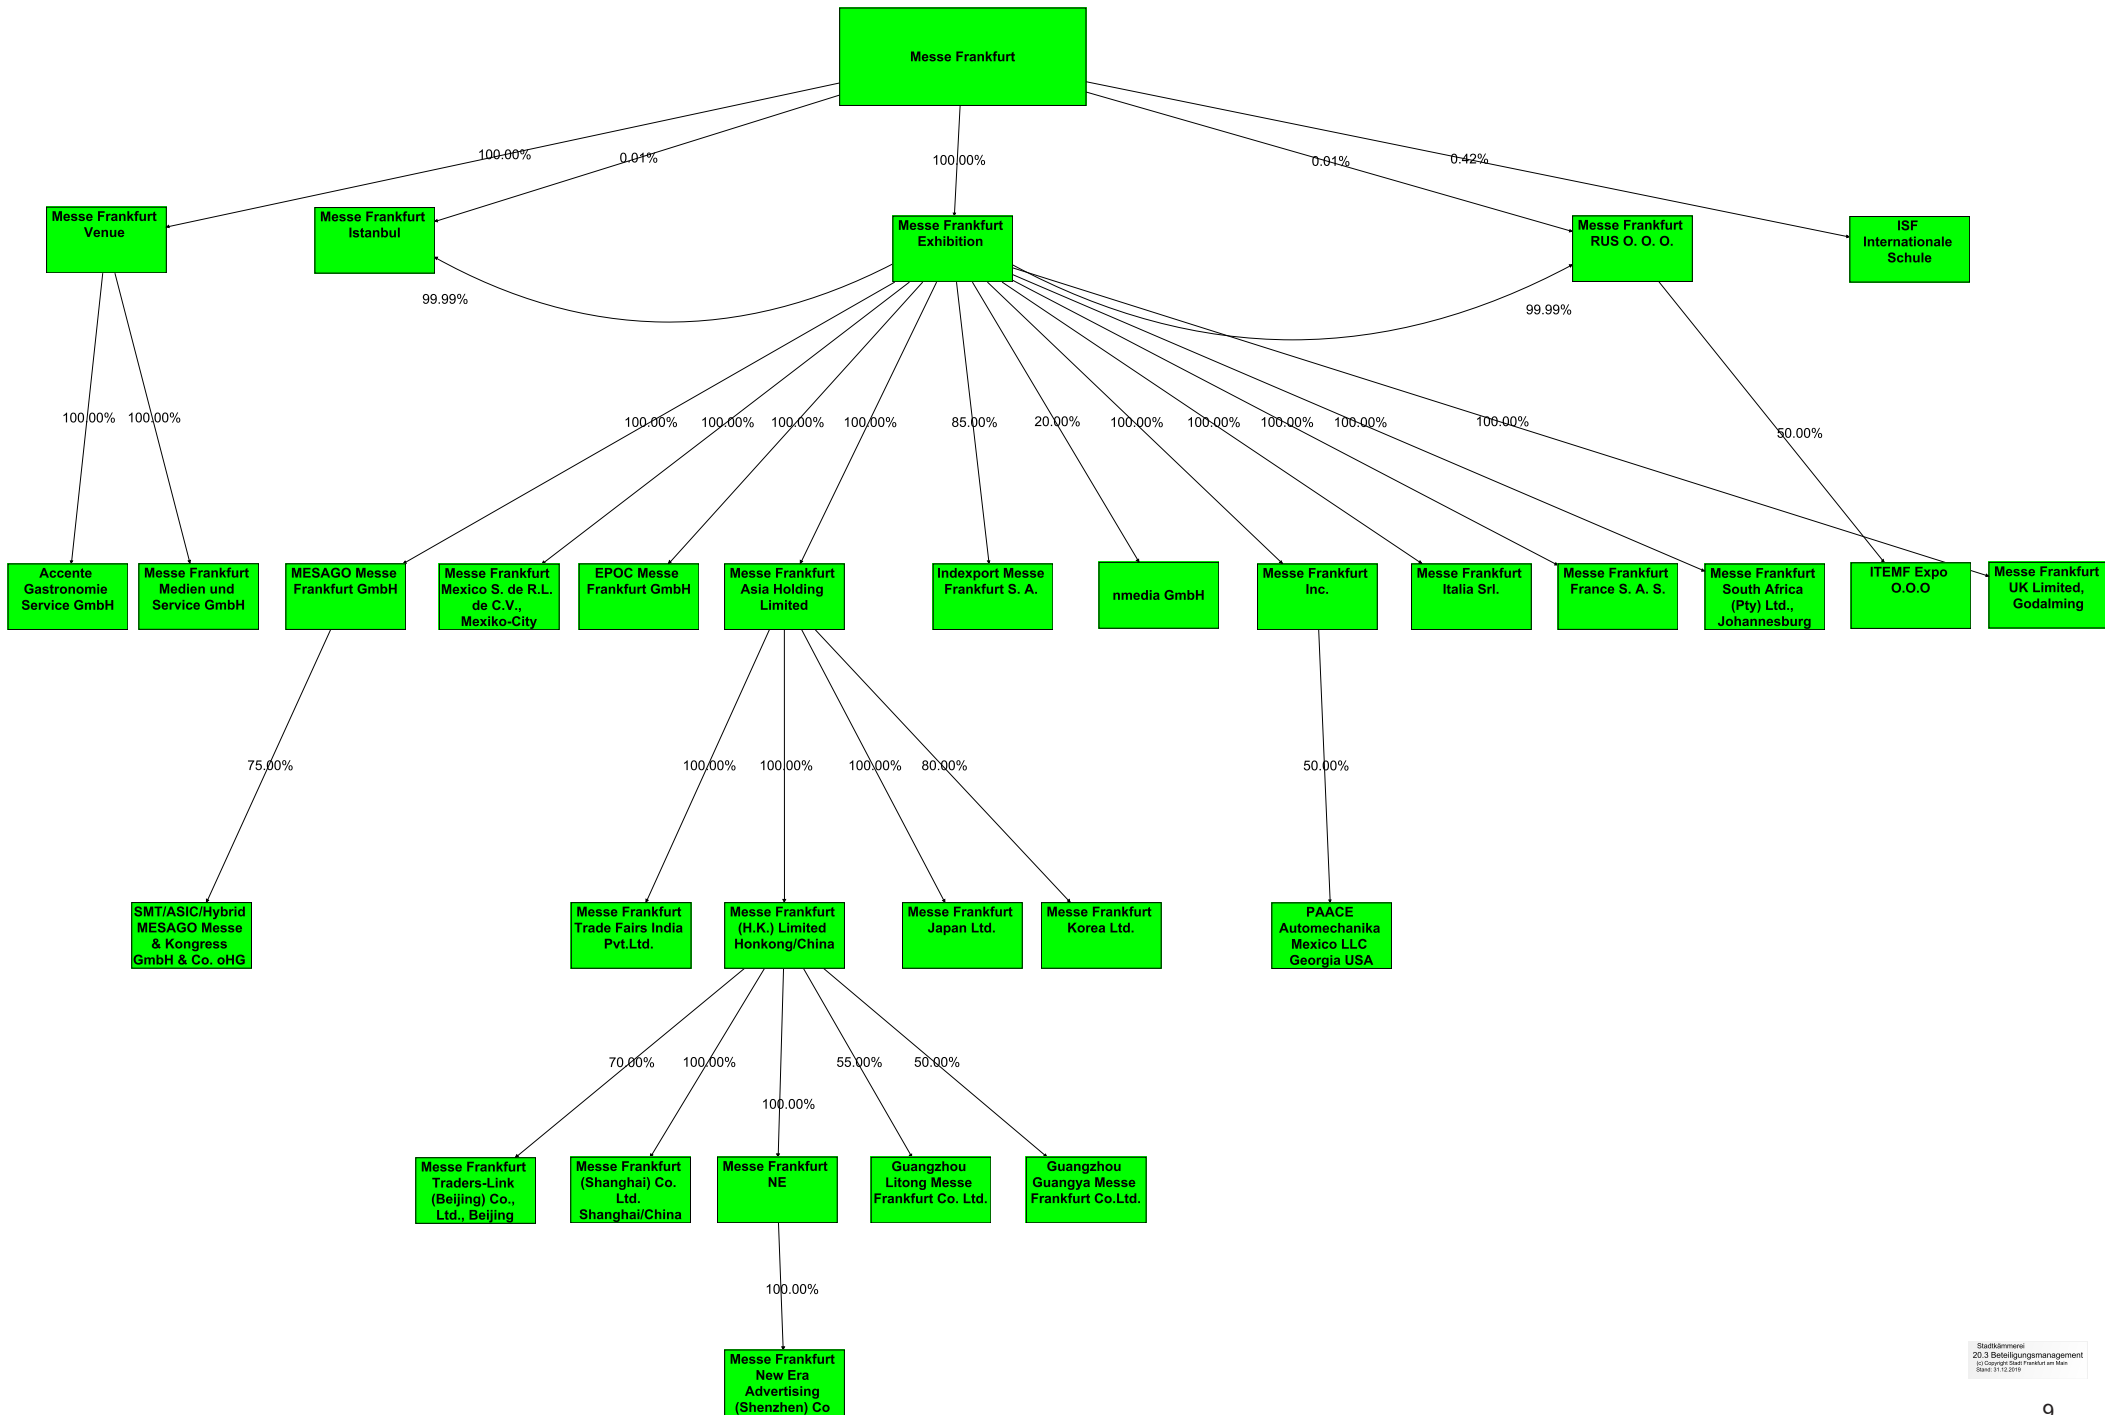 Messe Frankfurt
100.00%
0.01%
100.00%
0.01%
0.42%
Messe Frankfurt
Venue
Messe Frankfurt
Istanbul
Messe Frankfurt
Exhibition
Messe Frankfurt
RUS O. O. O.
ISF
Internationale
Schule
99.99%
99.99%
100.00%
100.00%
100.00%
100.00%
100.00%
100.00%
85.00%
20.00%
100.00%
100.00%
100.00%
100.00%
100.00%
50.00%
Accente
Gastronomie
Service GmbH
Messe Frankfurt
Medien und
Service GmbH
MESAGO Messe
Frankfurt GmbH
Messe Frankfurt
Mexico S. de R.L.
de C.V.,
Mexiko-City
EPOC Messe
Frankfurt GmbH
Messe Frankfurt
Asia Holding
Limited
Indexport Messe
Frankfurt S. A.
nmedia GmbH
Messe Frankfurt
Inc.
Messe Frankfurt
Italia Srl.
Messe Frankfurt
France S. A. S.
Messe Frankfurt
South Africa
(Pty) Ltd.,
Johannesburg
ITEMF Expo
O.O.O
Messe Frankfurt
UK Limited,
Godalming
75.00%
100.00%
100.00%
100.00%
80.00%
50.00%
SMT/ASIC/Hybrid
MESAGO Messe
& Kongress
GmbH & Co. oHG
Messe Frankfurt
Trade Fairs India
Pvt.Ltd.
Messe Frankfurt
(H.K.) Limited
Honkong/China
Messe Frankfurt
Japan Ltd.
Messe Frankfurt
Korea Ltd.
PAACE
Automechanika
Mexico LLC
Georgia USA
70.00%
100.00%
100.00%
55.00%
50.00%
Messe Frankfurt
Traders-Link
(Beijing) Co.,
Ltd., Beijing
Messe Frankfurt
(Shanghai) Co.
Ltd.
Shanghai/China
Messe Frankfurt
NE
Guangzhou
Litong Messe
Frankfurt Co. Ltd.
Guangzhou
Guangya Messe
Frankfurt Co.Ltd.
100.00%
Messe Frankfurt
New Era
Advertising
(Shenzhen) Co
Stadtkämmerei
20.3 Beteiligungsmanagement
(c) Copyright Stadt Frankfurt am Main
Stand: 31.12.2019
9